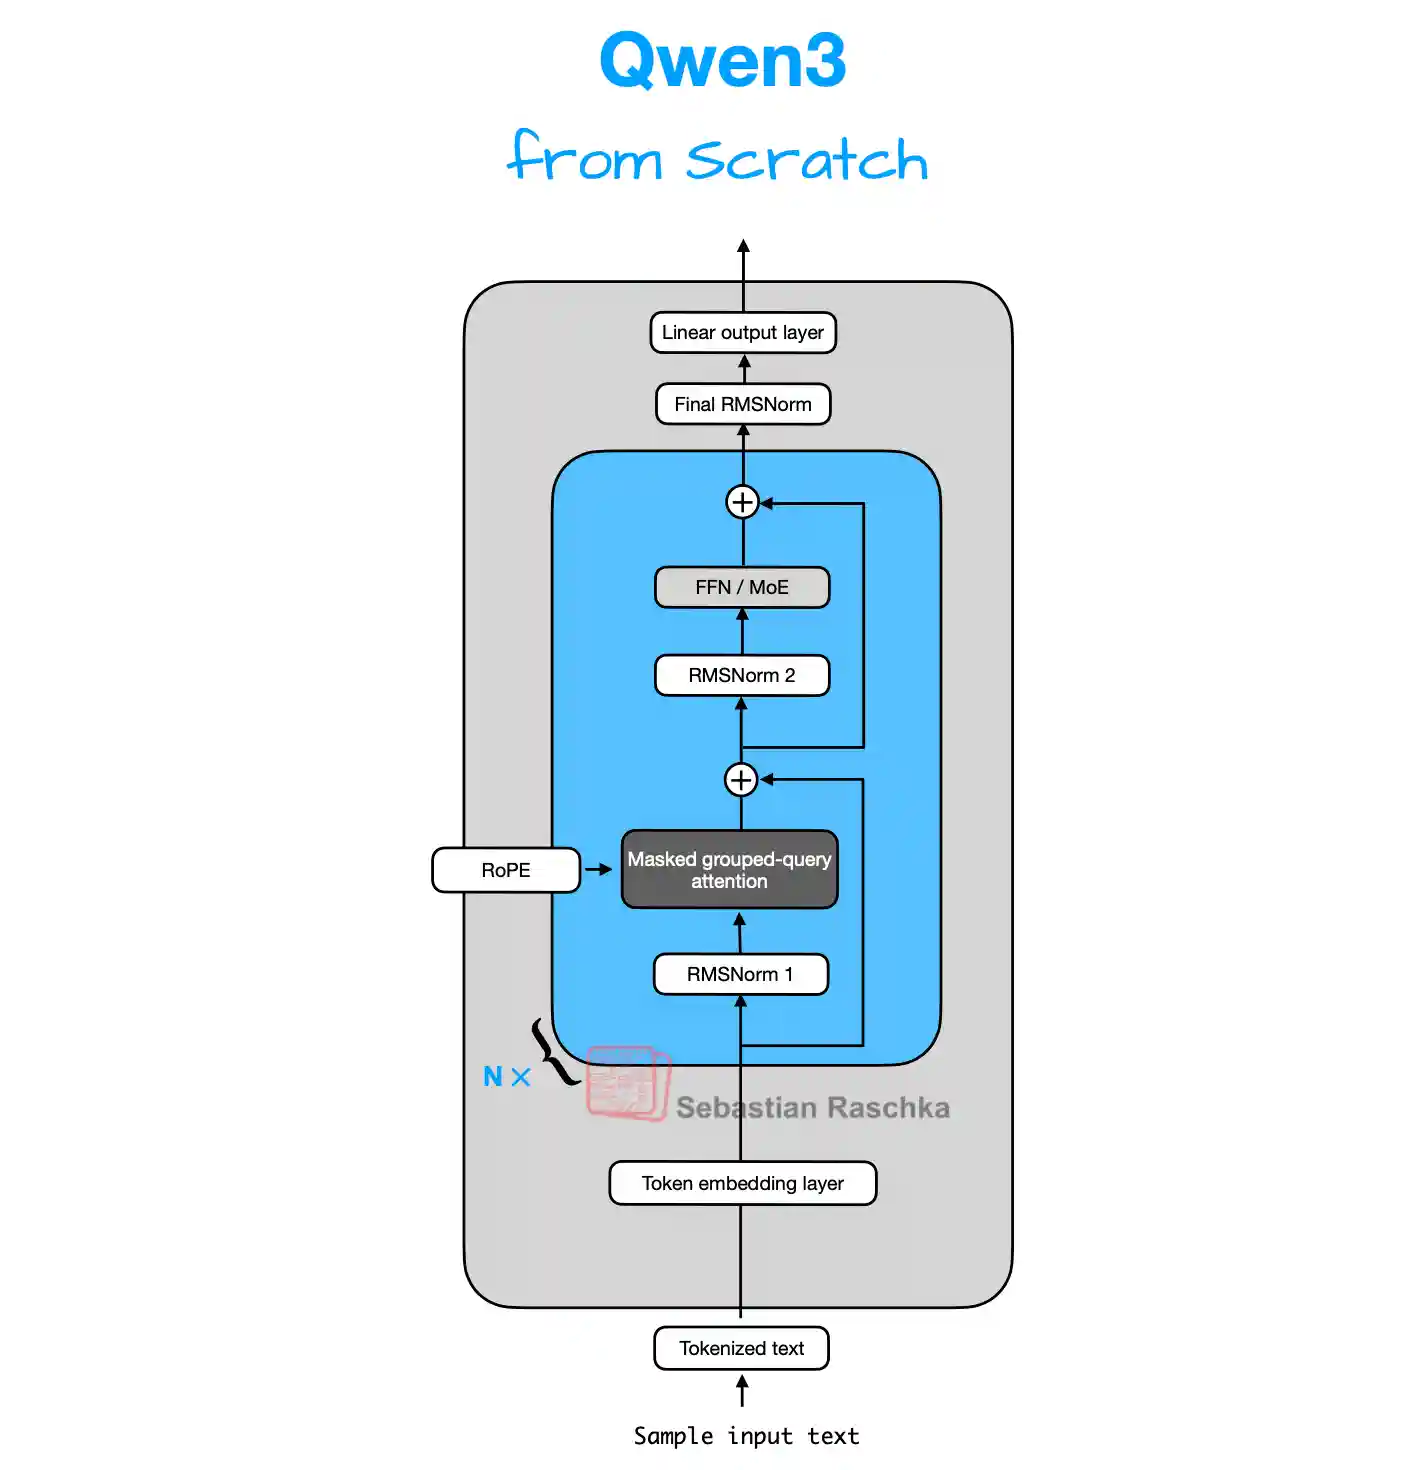 Qwen3
from Scratch
Linear output layer
Final RMSNorm
FFN / MoE
RMSNorm 2
Masked grouped-query
attention
RoPE
RMSNorm 1
N ×
Sebastian Raschka
Token embedding layer
Tokenized text
Sample input text